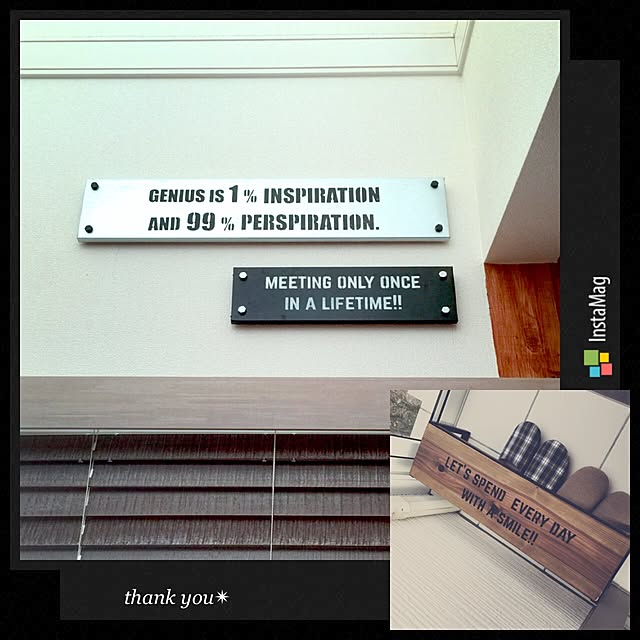 GENIUS IS 1 % INSPIRATION
AND 99 % PERSPIRATION.
MEETING ONLY ONCE
IN A LIFETIME!!
InstaMag
LET'S SPEND EVERY DAY
WITH A SMILE!!
thank you✴